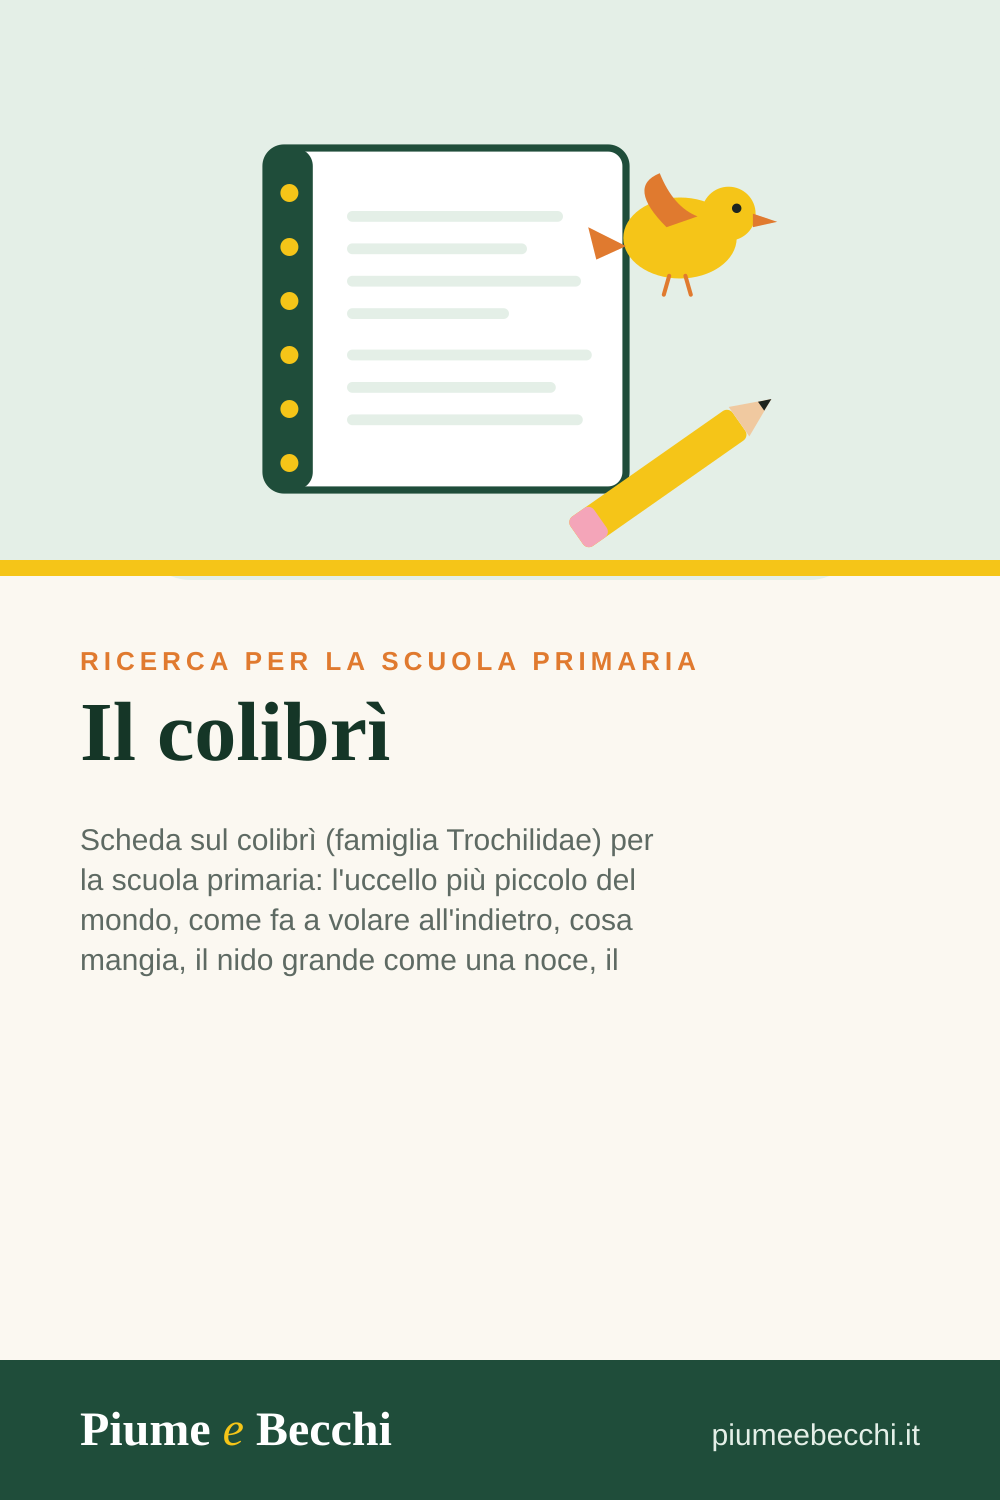 RICERCA PER LA SCUOLA PRIMARIA
Il colibrì
Scheda sul colibrì (famiglia Trochilidae) per
la scuola primaria: l'uccello più piccolo del
mondo, come fa a volare all'indietro, cosa
mangia, il nido grande come una noce, il
Piume e Becchi
piumeebecchi.it